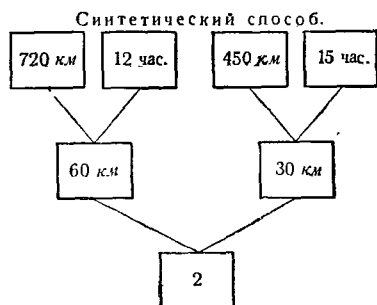 Синтетический способ.
720 км 12 час. 450 км 15 час.
60 км 30 км
2